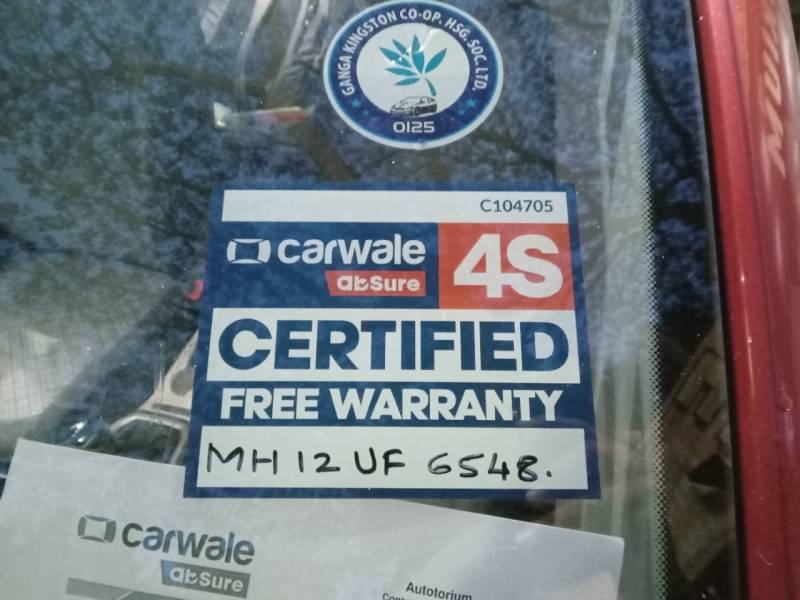 GANGA KINGSTON CO-OP. HSG. SOC. LTD.
0125
C104705
carwale
absure
4S
CERTIFIED
FREE WARRANTY
MH 12 UF 6548.
carwale
absure
Autotorium